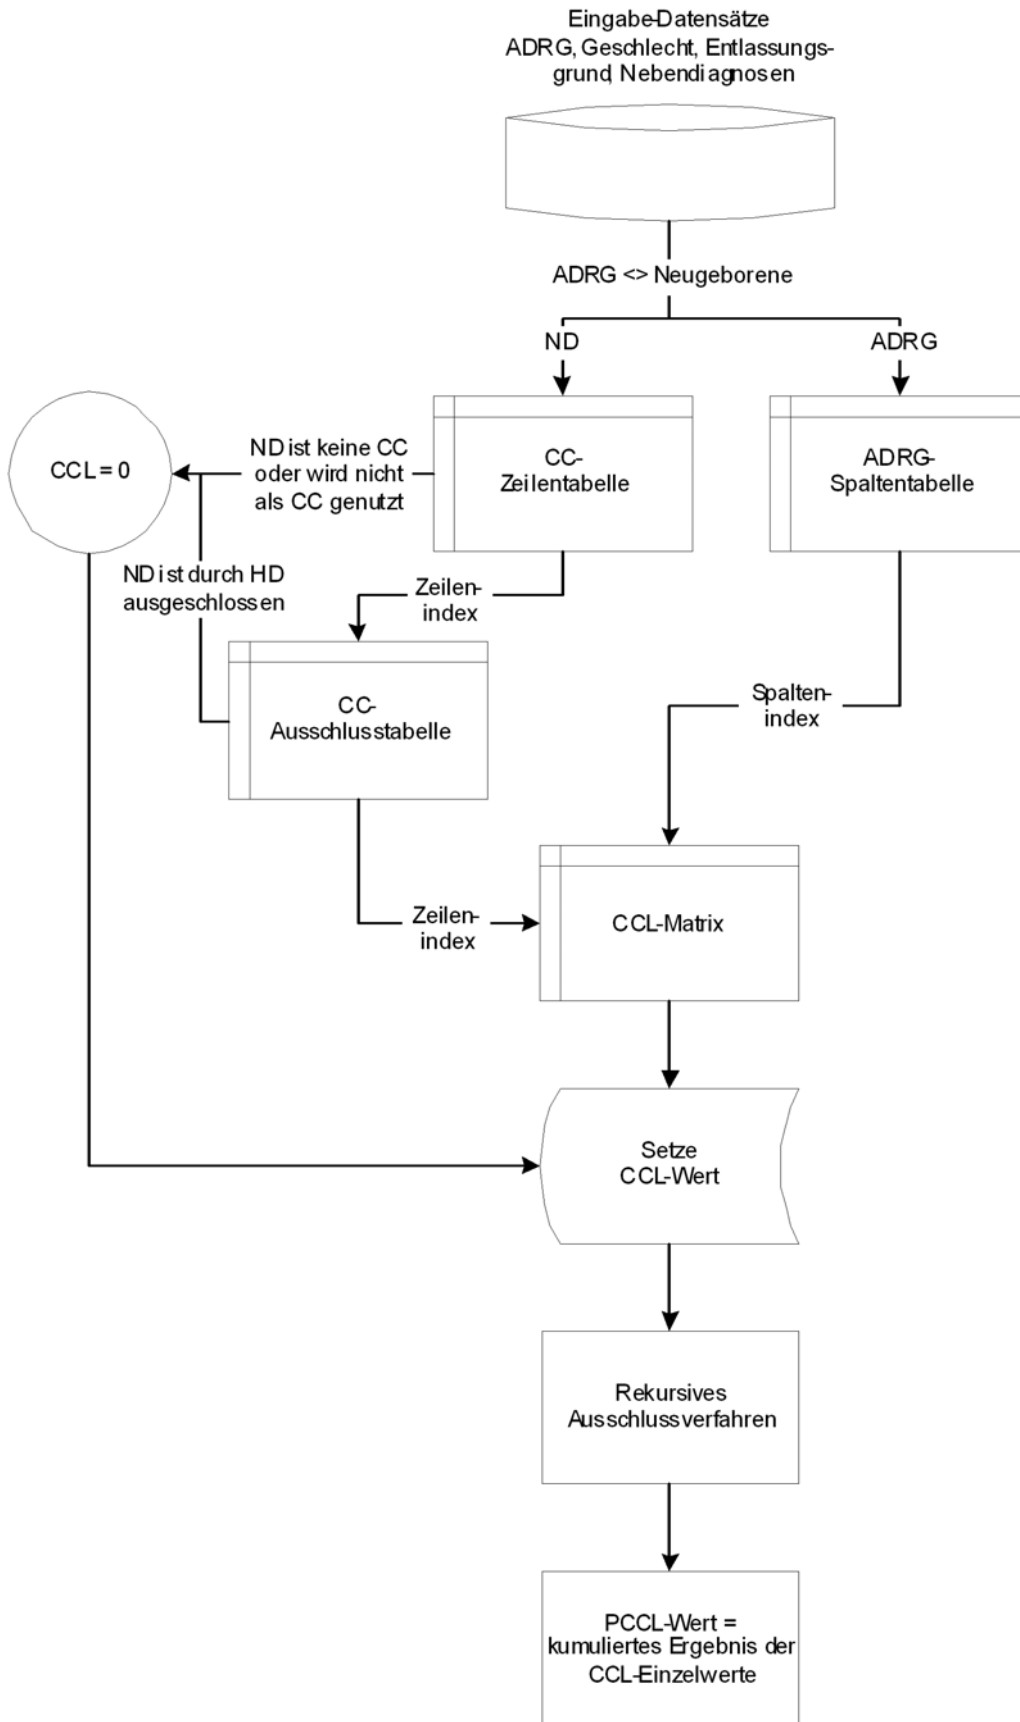 Eingabe-Datensätze
ADRG, Geschlecht, Entlassungs-
grund, Nebendiagnosen
ADRG <> Neugeborene
ND
ADRG
CCL = 0
ND ist keine CC
oder wird nicht
als CC genutzt
CC-
Zeilentabelle
ADRG-
Spaltentabelle
ND ist durch HD
ausgeschlossen
Zeilen-
index
CC-
Ausschlusstabelle
Spalten-
index
Zeilen-
index
CCL-Matrix
Setze
CCL-Wert
Rekursives
Ausschlussverfahren
PCCL-Wert =
kumuliertes Ergebnis der
CCL-Einzelwerte